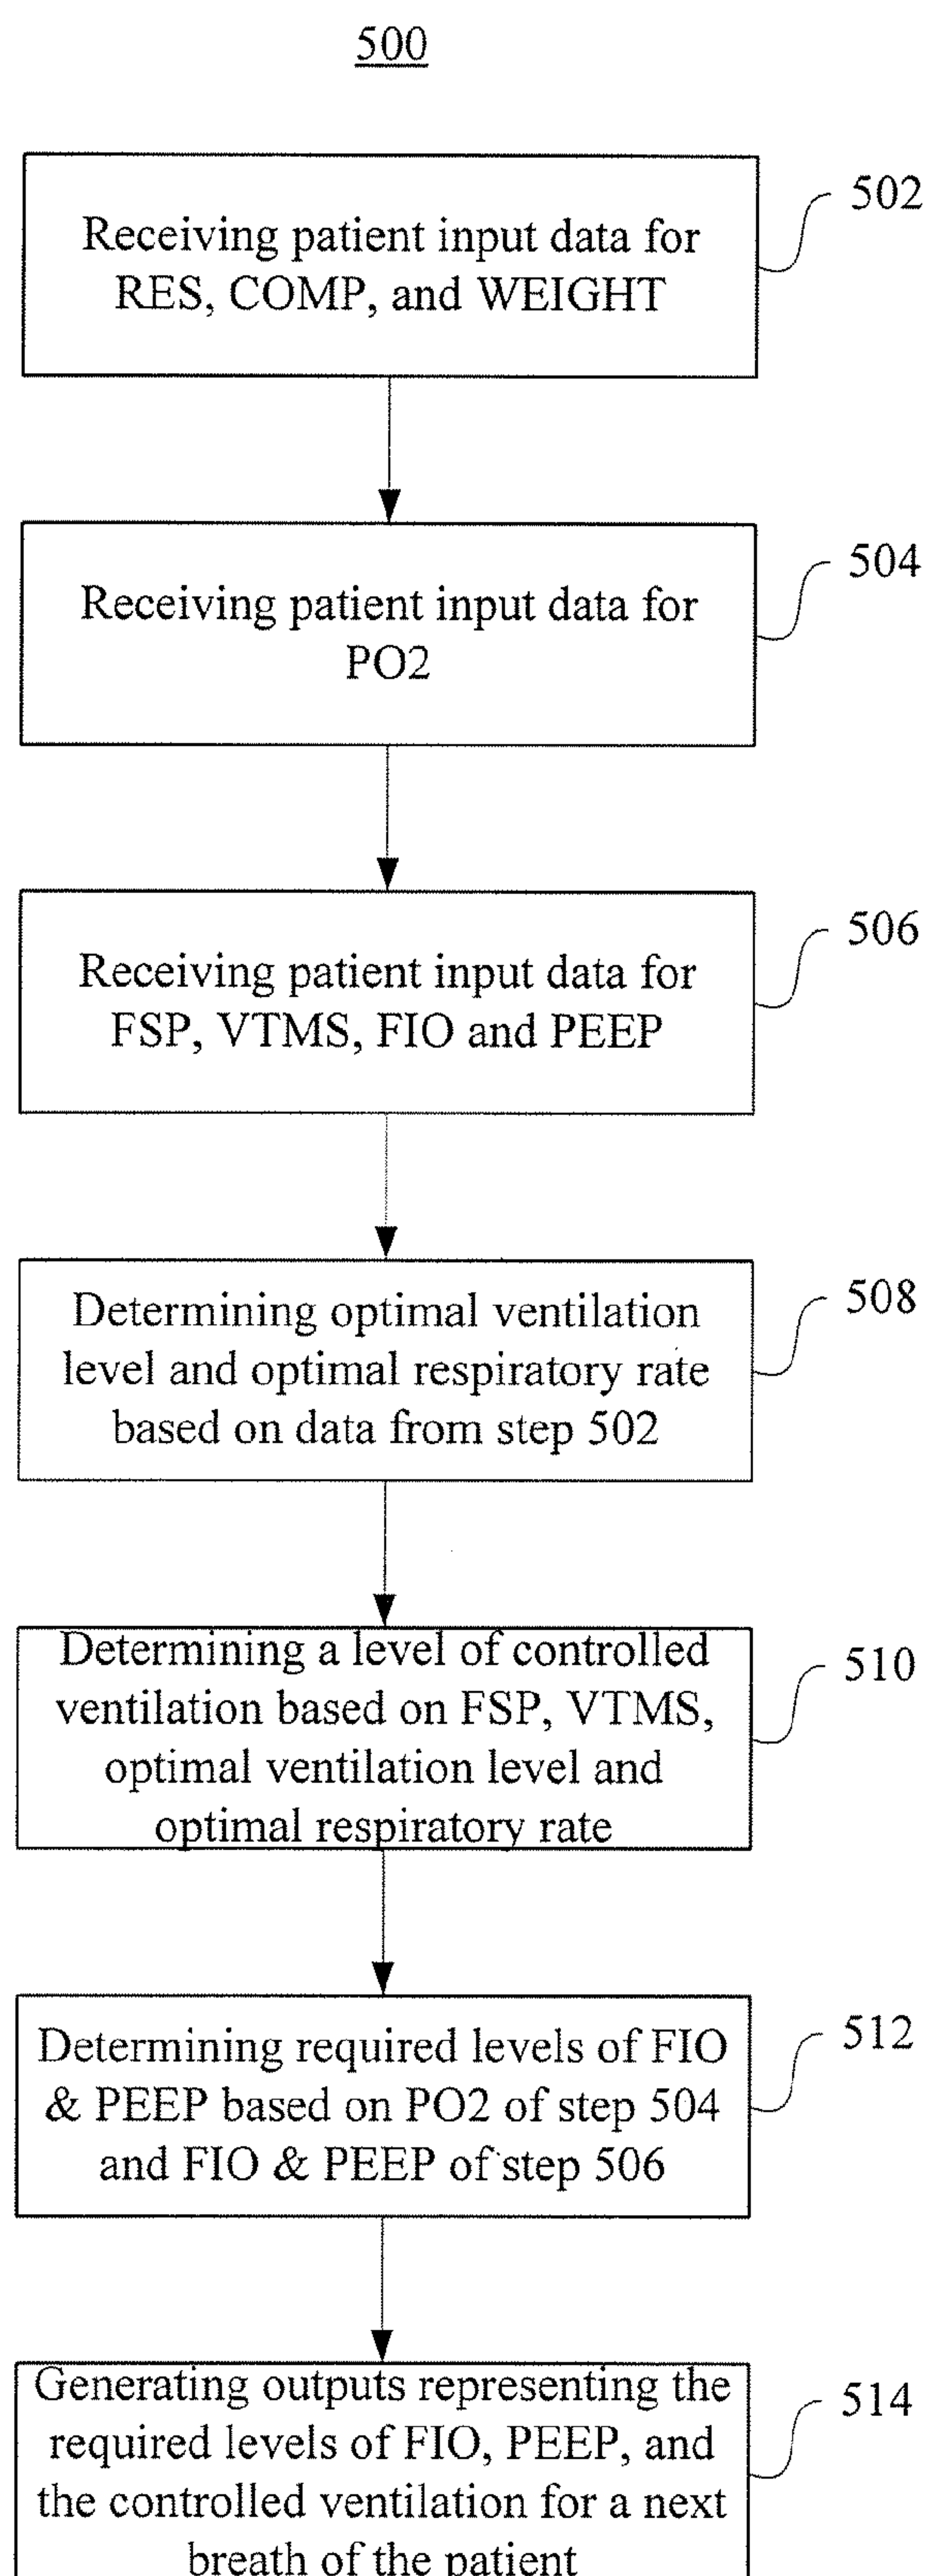 500
Receiving patient input data for
RES, COMP, and WEIGHT
502
Receiving patient input data for
PO2
504
Receiving patient input data for
FSP, VTMS, FIO and PEEP
506
Determining optimal ventilation
level and optimal respiratory rate
based on data from step 502
508
Determining a level of controlled
ventilation based on FSP, VTMS,
optimal ventilation level and
optimal respiratory rate
510
Determining required levels of FIO
& PEEP based on PO2 of step 504
and FIO & PEEP of step 506
512
Generating outputs representing the
required levels of FIO, PEEP, and
the controlled ventilation for a next
breath of the patient
514